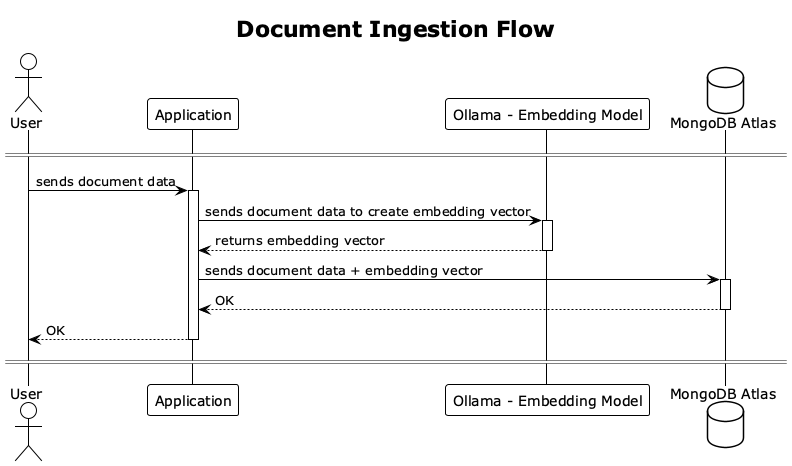 Document Ingestion Flow
User
Application
Ollama - Embedding Model
MongoDB Atlas
sends document data
sends document data to create embedding vector
returns embedding vector
sends document data + embedding vector
OK
OK
User
Application
Ollama - Embedding Model
MongoDB Atlas